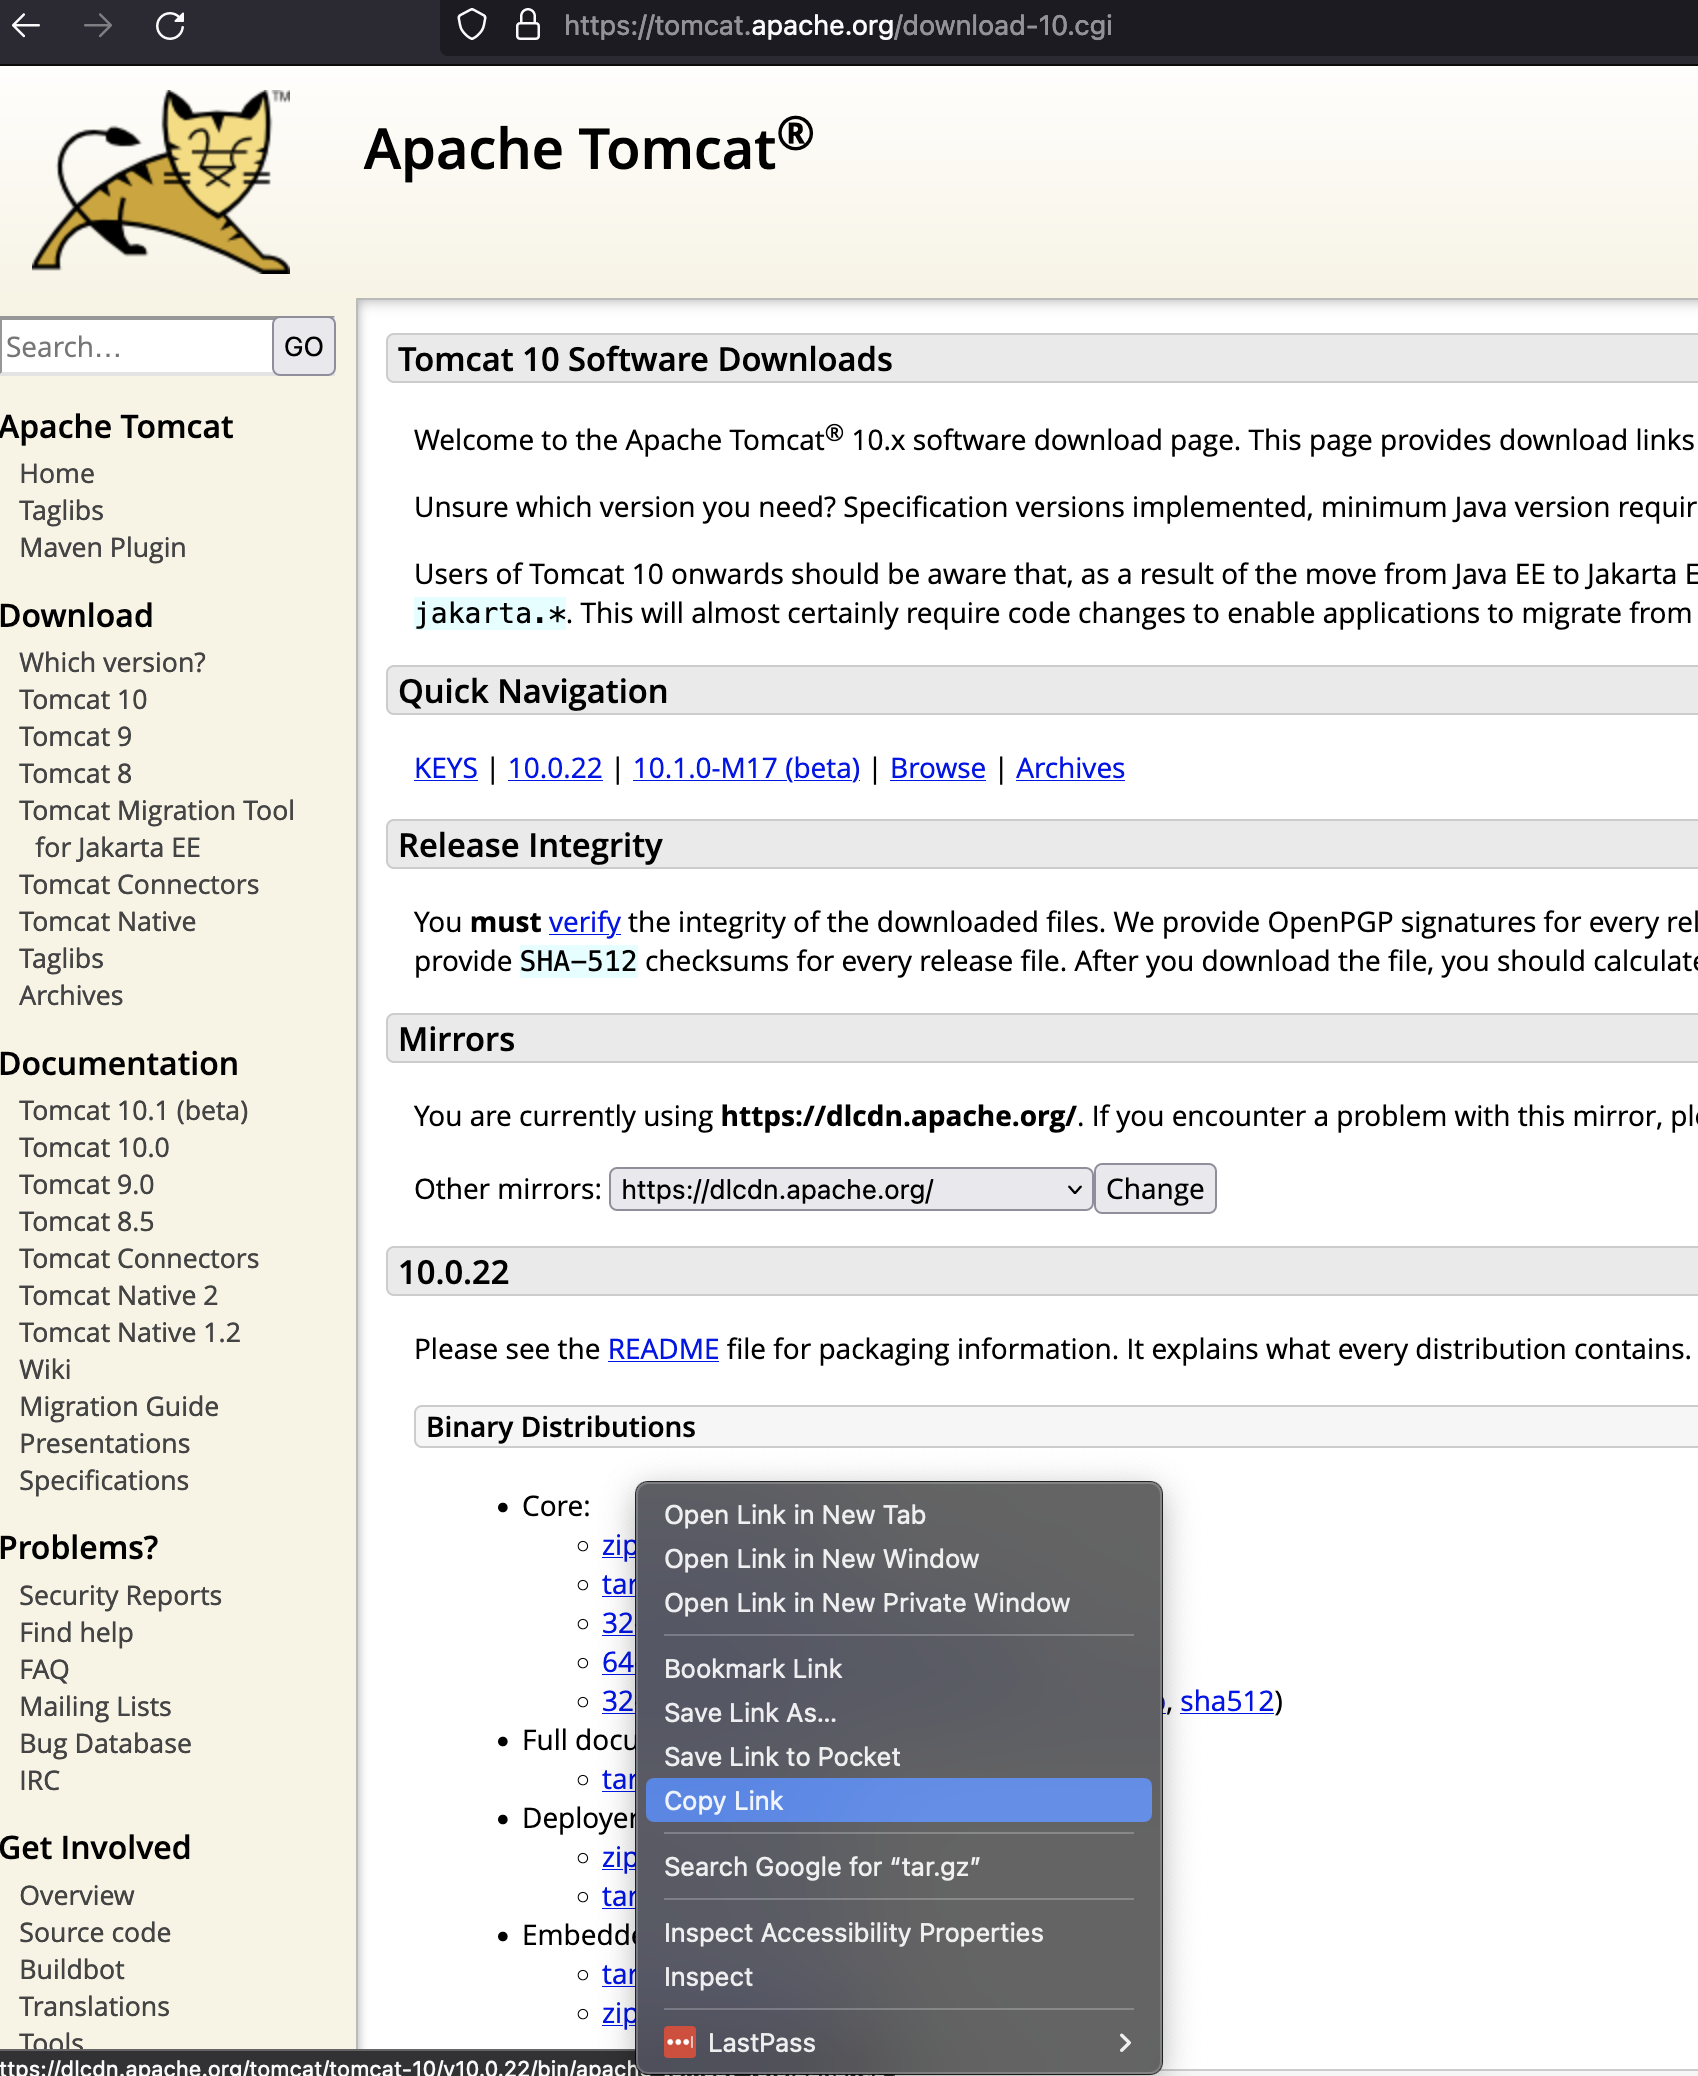 https://tomcat.apache.org/download-10.cgi
TM
Apache Tomcat®
Search…
GO
Apache Tomcat
Home
Taglibs
Maven Plugin
Download
Which version?
Tomcat 10
Tomcat 9
Tomcat 8
Tomcat Migration Tool
for Jakarta EE
Tomcat Connectors
Tomcat Native
Taglibs
Archives
Documentation
Tomcat 10.1 (beta)
Tomcat 10.0
Tomcat 9.0
Tomcat 8.5
Tomcat Connectors
Tomcat Native 2
Tomcat Native 1.2
Wiki
Migration Guide
Presentations
Specifications
Problems?
Security Reports
Find help
FAQ
Mailing Lists
Bug Database
IRC
Get Involved
Overview
Source code
Buildbot
Translations
Tools
Tomcat 10 Software Downloads
Welcome to the Apache Tomcat® 10.x software download page. This page provides download links
Unsure which version you need? Specification versions implemented, minimum Java version requir
Users of Tomcat 10 onwards should be aware that, as a result of the move from Java EE to Jakarta E
jakarta.*. This will almost certainly require code changes to enable applications to migrate from
Quick Navigation
KEYS | 10.0.22 | 10.1.0-M17 (beta) | Browse | Archives
Release Integrity
You must verify the integrity of the downloaded files. We provide OpenPGP signatures for every rel
provide SHA-512 checksums for every release file. After you download the file, you should calculate
Mirrors
You are currently using https://dlcdn.apache.org/. If you encounter a problem with this mirror, ple
Other mirrors: https://dlcdn.apache.org/ Change
10.0.22
Please see the README file for packaging information. It explains what every distribution contains.
Binary Distributions
Core:
zip
tar
32
64
32
, sha512)
Full docu
tar
Deployer
zip
tar
Embedde
tar
zip
Open Link in New Tab
Open Link in New Window
Open Link in New Private Window
Bookmark Link
Save Link As...
Save Link to Pocket
Copy Link
Search Google for “tar.gz”
Inspect Accessibility Properties
Inspect
LastPass
ttps://dlcdn.apache.org/tomcat/tomcat-10/v10.0.22/bin/apach